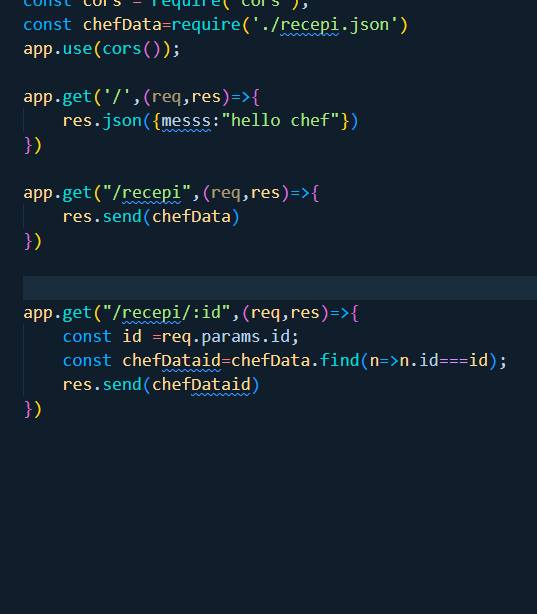 const cors = require('cors');
const chefData=require('./recepi.json')
app.use(cors());
app.get('/',(req,res)=>{
res.json({messs:"hello chef"})
})
app.get("/recepi",(req,res)=>{
res.send(chefData)
})
app.get("/recepi/:id",(req,res)=>{
const id =req.params.id;
const chefDataid=chefData.find(n=>n.id===id);
res.send(chefDataid)
})